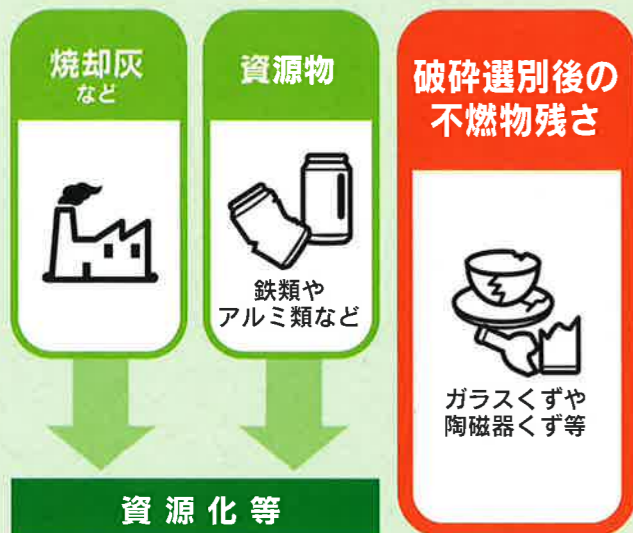 焼却灰
など
資源物
鉄類や
アルミ類など
破砕選別後の
不燃物残さ
ガラスくずや
陶磁器くず等
資源化等